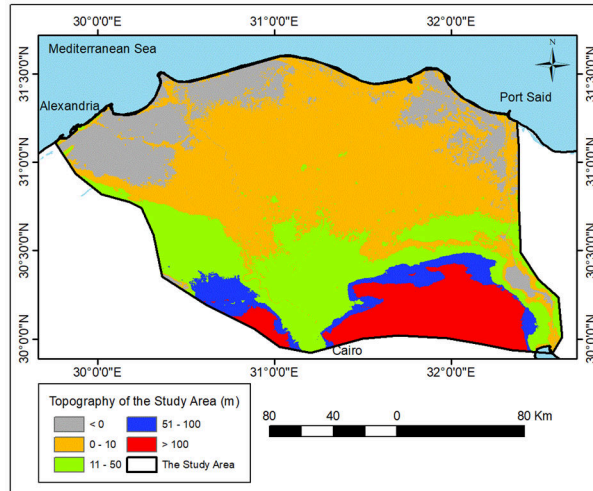 30°0'0"E 31°0'0"E 32°0'0"E
Mediterranean Sea
N
31°30'0"N 31°30'0"N
Alexandria
Port Said
31°0'0"N 31°0'0"N
30°30'0"N 30°30'0"N
30°0'0"N 30°0'0"N
Cairo
30°0'0"E 31°0'0"E 32°0'0"E
Topography of the Study Area (m)
< 0 51 - 100
0 - 10 > 100
11 - 50 The Study Area
80 40 0 80 Km